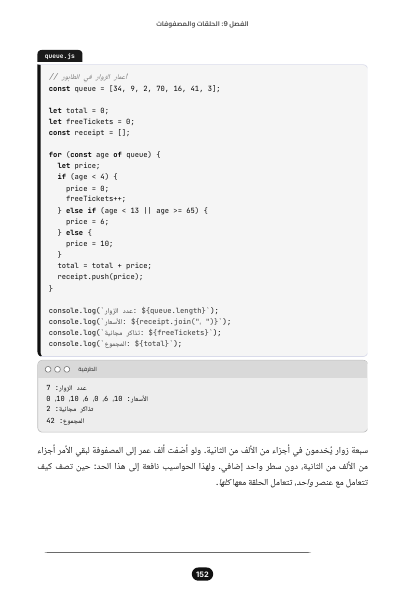 الفصل 9: الحلقات والمصفوفات
queue.js
// أعمار الزوار في الطابور
const queue = [34, 9, 2, 70, 16, 41, 3];
let total = 0;
let freeTickets = 0;
const receipt = [];
for (const age of queue) {
let price;
if (age < 4) {
price = 0;
freeTickets++;
} else if (age < 13 || age >= 65) {
price = 6;
} else {
price = 10;
}
total = total + price;
receipt.push(price);
}
console.log(`عدد الزوار: ${queue.length}`);
console.log(`الأسعار: ${receipt.join("، ")}`);
console.log(`تذاكر مجانية: ${freeTickets}`);
console.log(`المجموع: ${total}`);
الطرفية
عدد الزوار: 7
الأسعار: 10، 6، 0، 6، 10، 10، 0
تذاكر مجانية: 2
المجموع: 42
سبعة زوار يُخدمون في أجزاء من الألف من الثانية. ولو أضفت ألف عمر إلى المصفوفة لبقي الأمر أجزاء
من الألف من الثانية، دون سطر واحد إضافي. ولهذا الحواسيب نافعة إلى هذا الحد: حين تصف كيف
تتعامل مع عنصر واحد، تتعامل الحلقة معها كلها.
152